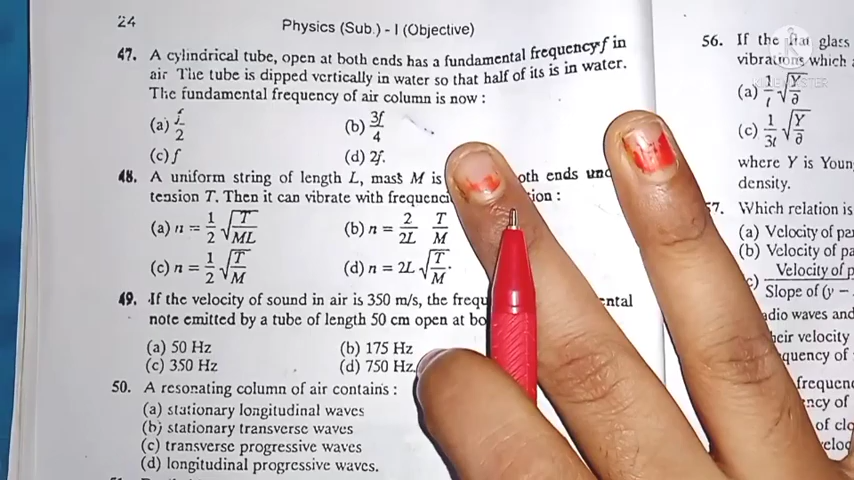 24
Physics (Sub.) - I (Objective)
47. A cylindrical tube, open at both ends has a fundamental frequency f in
air The tube is dipped vertically in water so that half of its is in water.
The fundamental frequency of air column is now :
(a) f/2
(b) 3f/4
(c) f
(d) 2f.
48. A uniform string of length L, mass M is oth ends und
tension T. Then it can vibrate with frequenci ion :
(a) n = 1/2 √T/ML
(b) n = 2/2L T/M
(c) n = 1/2 √T/M
(d) n = 2L √T/M.
49. If the velocity of sound in air is 350 m/s, the frequ ental
note emitted by a tube of length 50 cm open at bo
(a) 50 Hz
(b) 175 Hz
(c) 350 Hz
(d) 750 Hz.
50. A resonating column of air contains :
(a) stationary longitudinal waves
(b) stationary transverse waves
(c) transverse progressive waves
(d) longitudinal progressive waves.
56. If the flat glass
vibrations which a
(a) 1/l √Y/∂
(c) 1/3l √Y/∂
where Y is Youn
density.
57. Which relation is
(a) Velocity of pa
(b) Velocity of pa
c) Velocity of p
Slope of (y –
adio waves and
heir velocity
quency of
frequenc
ncy of
of clo
veloc